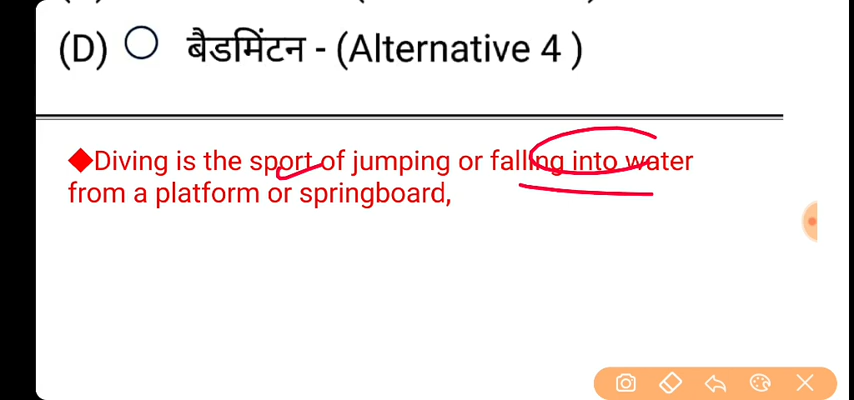 (D) ○ बैडमिंटन - (Alternative 4 )
◆Diving is the sport of jumping or falling into water
from a platform or springboard,